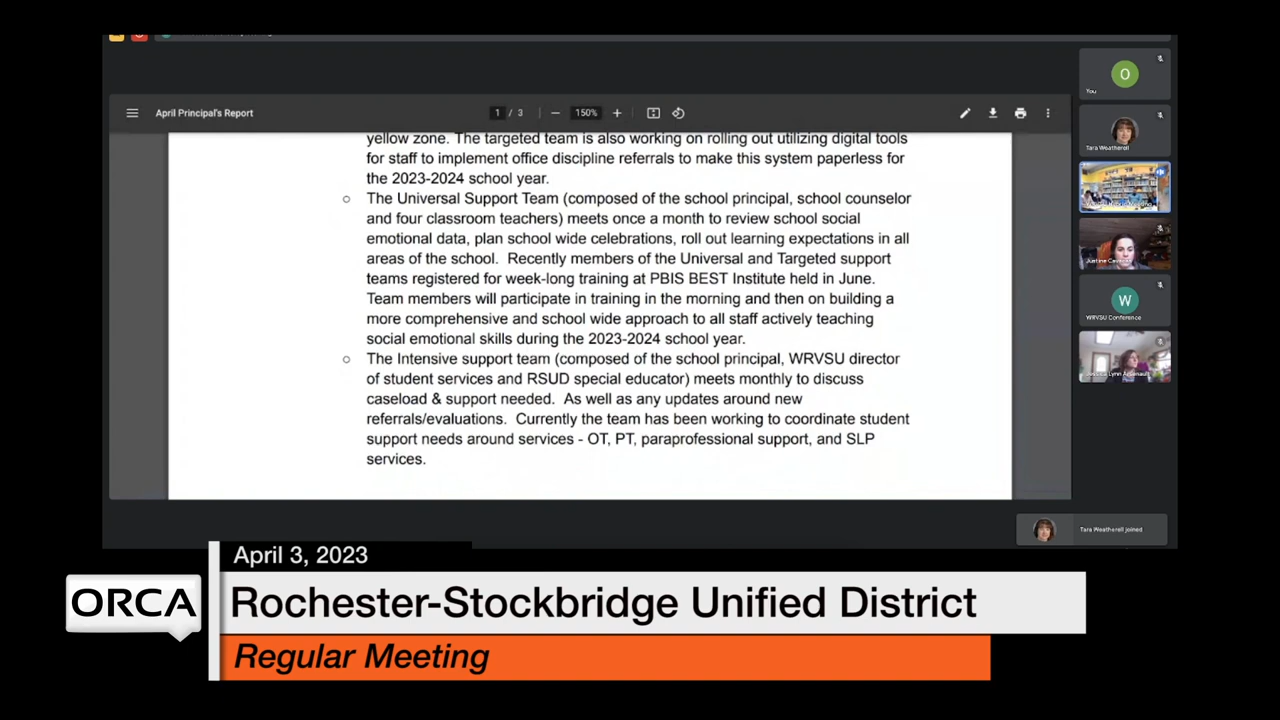 April Principal's Report
1 / 3
150%
yellow zone. The targeted team is also working on rolling out utilizing digital tools
for staff to implement office discipline referrals to make this system paperless for
the 2023-2024 school year.
The Universal Support Team (composed of the school principal, school counselor
and four classroom teachers) meets once a month to review school social
emotional data, plan school wide celebrations, roll out learning expectations in all
areas of the school. Recently members of the Universal and Targeted support
teams registered for week-long training at PBIS BEST Institute held in June.
Team members will participate in training in the morning and then on building a
more comprehensive and school wide approach to all staff actively teaching
social emotional skills during the 2023-2024 school year.
The Intensive support team (composed of the school principal, WRVSU director
of student services and RSUD special educator) meets monthly to discuss
caseload & support needed. As well as any updates around new
referrals/evaluations. Currently the team has been working to coordinate student
support needs around services - OT, PT, paraprofessional support, and SLP
services.
O
You
Tara Weatherell
Justine
W
WRVSU Conference
Lynn
Tara Weatherell joined
April 3, 2023
ORCA
Rochester-Stockbridge Unified District
Regular Meeting